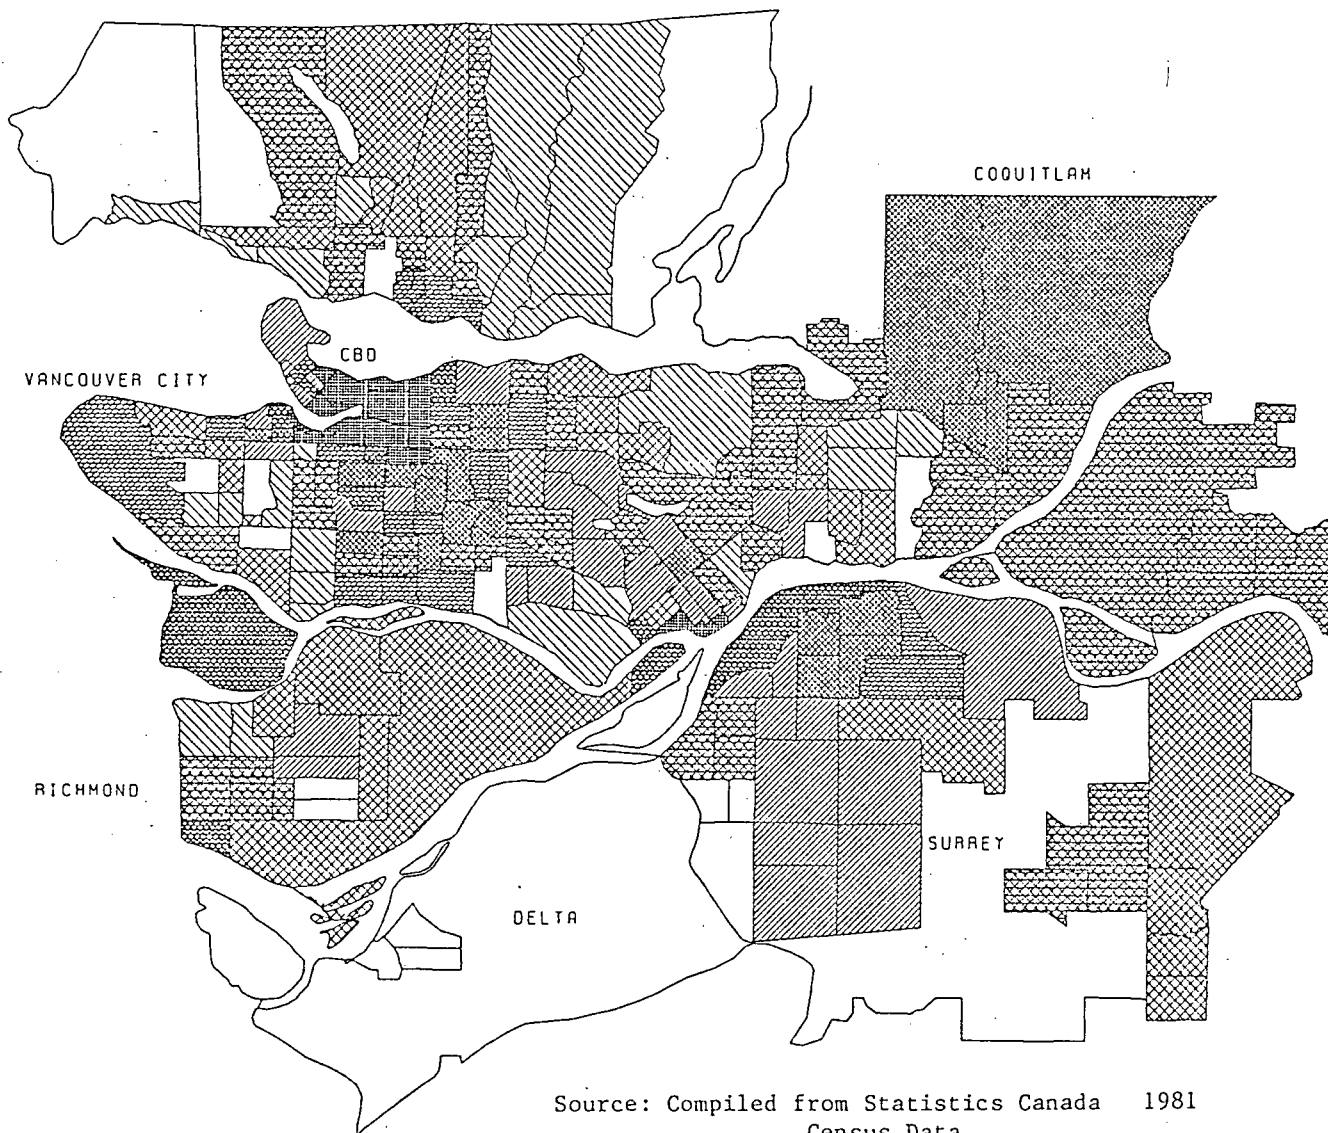 COQUITLAM
CBD
VANCOUVER CITY
RICHMOND
SURREY
DELTA
Source: Compiled from Statistics Canada 1981
Census Data